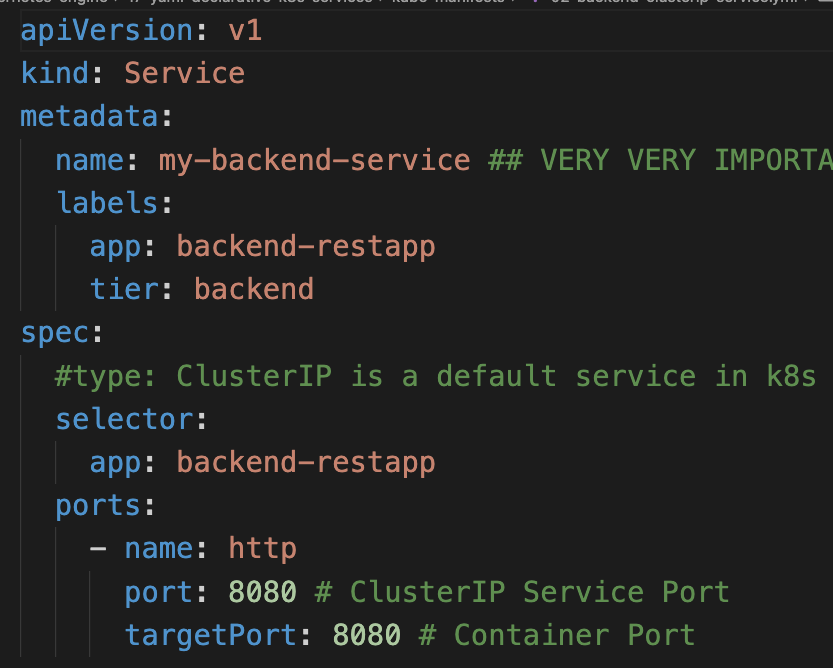 apiVersion: v1
kind: Service
metadata:
  name: my-backend-service ## VERY VERY
  labels:
    app: backend-restapp
    tier: backend
spec:
  #type: ClusterIP is a default service in k8s
  selector:
    app: backend-restapp
  ports:
    - name: http
      port: 8080 # ClusterIP Service Port
      targetPort: 8080 # Container Port